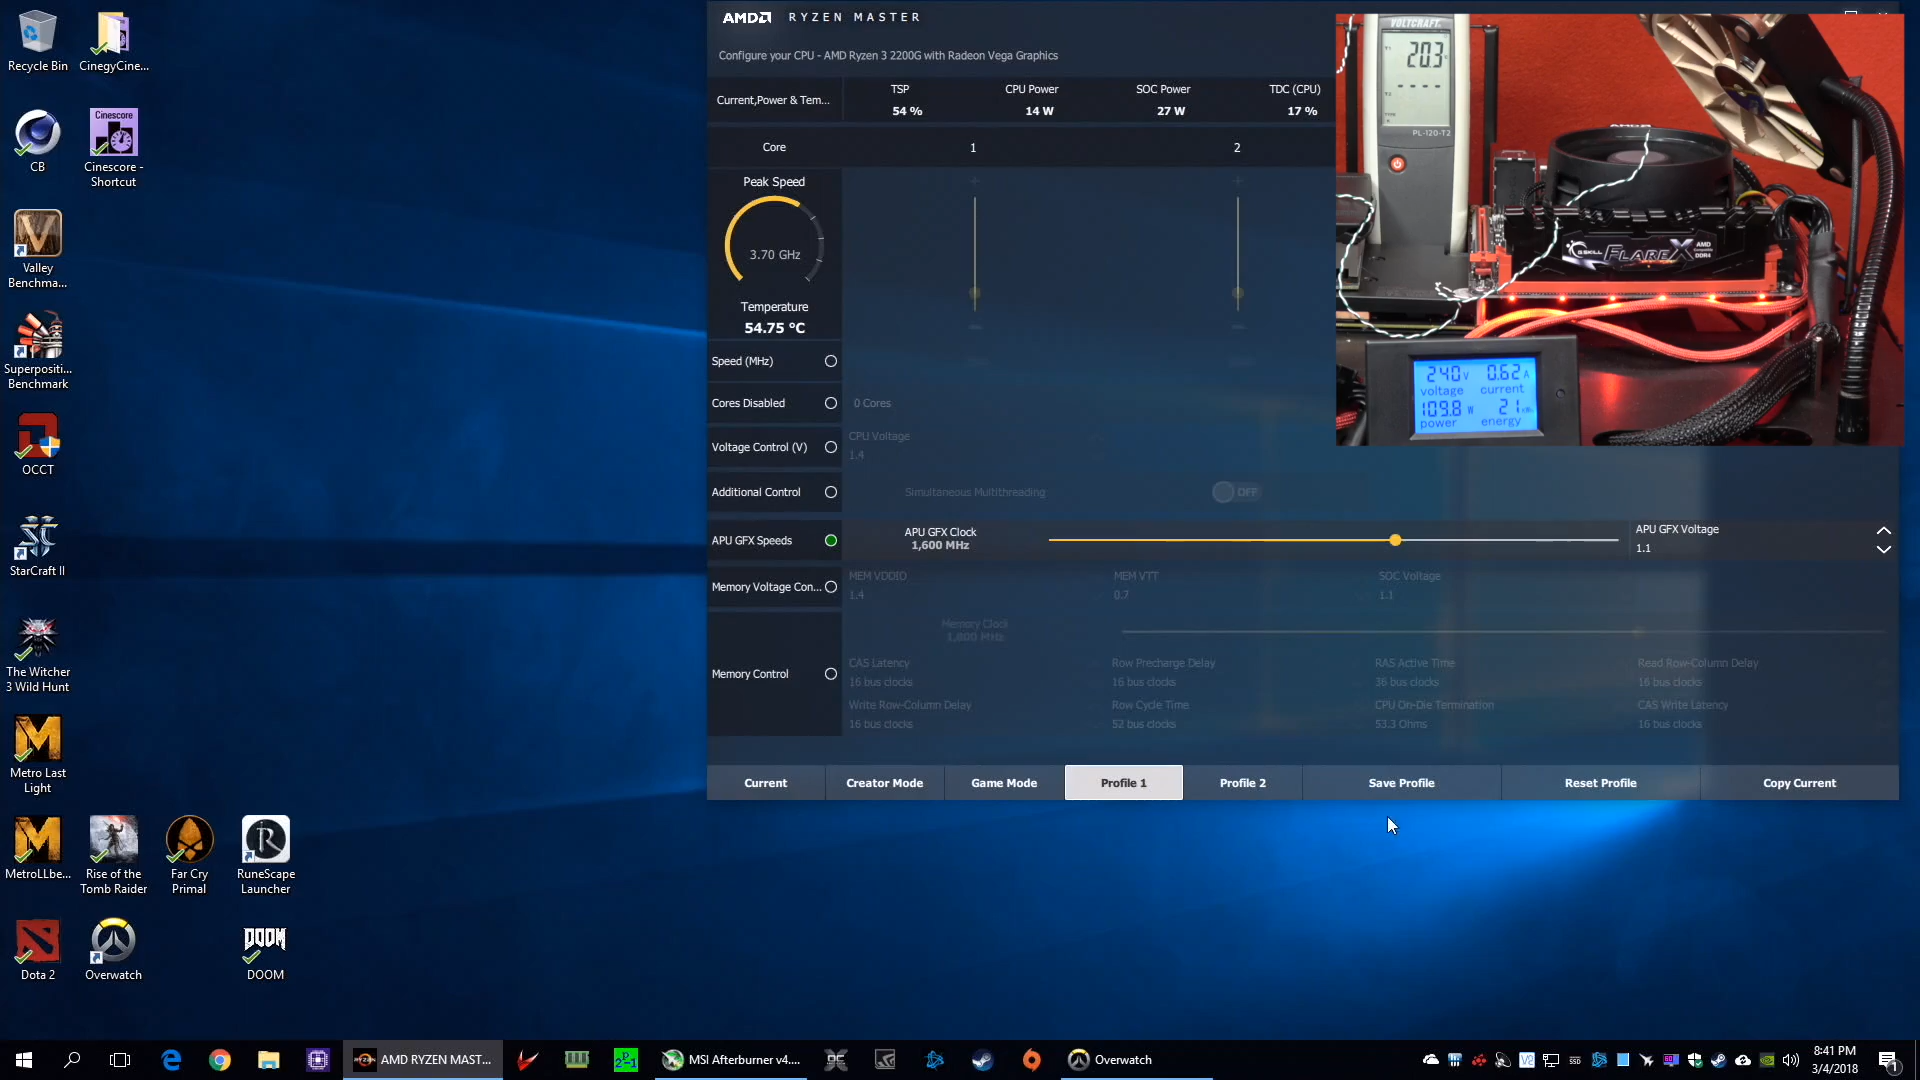 AMD RYZEN MASTER
Configure your CPU - AMD Ryzen 3 2200G with Radeon Vega Graphics
Current,Power & Tem...
TSP
54 %
CPU Power
14 W
SOC Power
27 W
TDC (CPU)
17 %
Core
1
2
Peak Speed
3.70 GHz
Temperature
54.75 °C
Speed (MHz)
Cores Disabled
0 Cores
Voltage Control (V)
CPU Voltage
1.4
Additional Control
Simultaneous Multithreading
OFF
APU GFX Speeds
APU GFX Clock
1,600 MHz
APU GFX Voltage
1.1
Memory Voltage Con...
MEM VDDIO
1.4
MEM VTT
0.7
SOC Voltage
1.1
Memory Control
Memory Clock
1,800 MHz
CAS Latency
16 bus clocks
Row Precharge Delay
16 bus clocks
RAS Active Time
36 bus clocks
Read Row-Column Delay
16 bus clocks
Write Row-Column Delay
16 bus clocks
Row Cycle Time
52 bus clocks
CPU On-Die Termination
53.3 Ohms
CAS Write Latency
16 bus clocks
Current
Creator Mode
Game Mode
Profile 1
Profile 2
Save Profile
Reset Profile
Copy Current
VOLTCRAFT
20.3
PL-120-T2
AMD
G.SKILL
FLARE X
AMD
DDR4
240 V
voltage
0.62 A
current
109.8 W
power
21
energy
Recycle Bin
CinegyCine...
CB
Cinescore
Cinescore -
Shortcut
Valley
Benchma...
Superpositi...
Benchmark
OCCT
StarCraft II
The Witcher
3 Wild Hunt
Metro Last
Light
MetroLLbe...
Rise of the
Tomb Raider
Far Cry
Primal
RuneScape
Launcher
Dota 2
Overwatch
DOOM
DOOM
AMD RYZEN MAST...
MSI Afterburner v4....
Overwatch
8:41 PM
3/4/2018
1